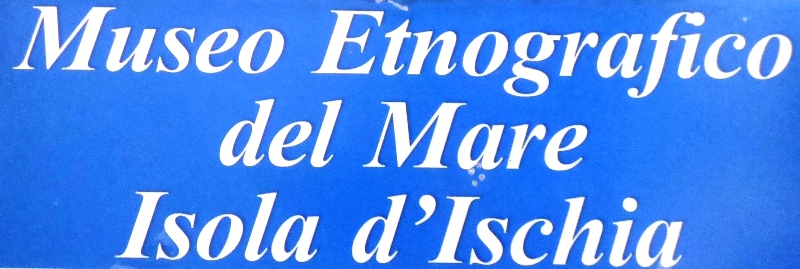 Museo Etnografico
del Mare
Isola d'Ischia